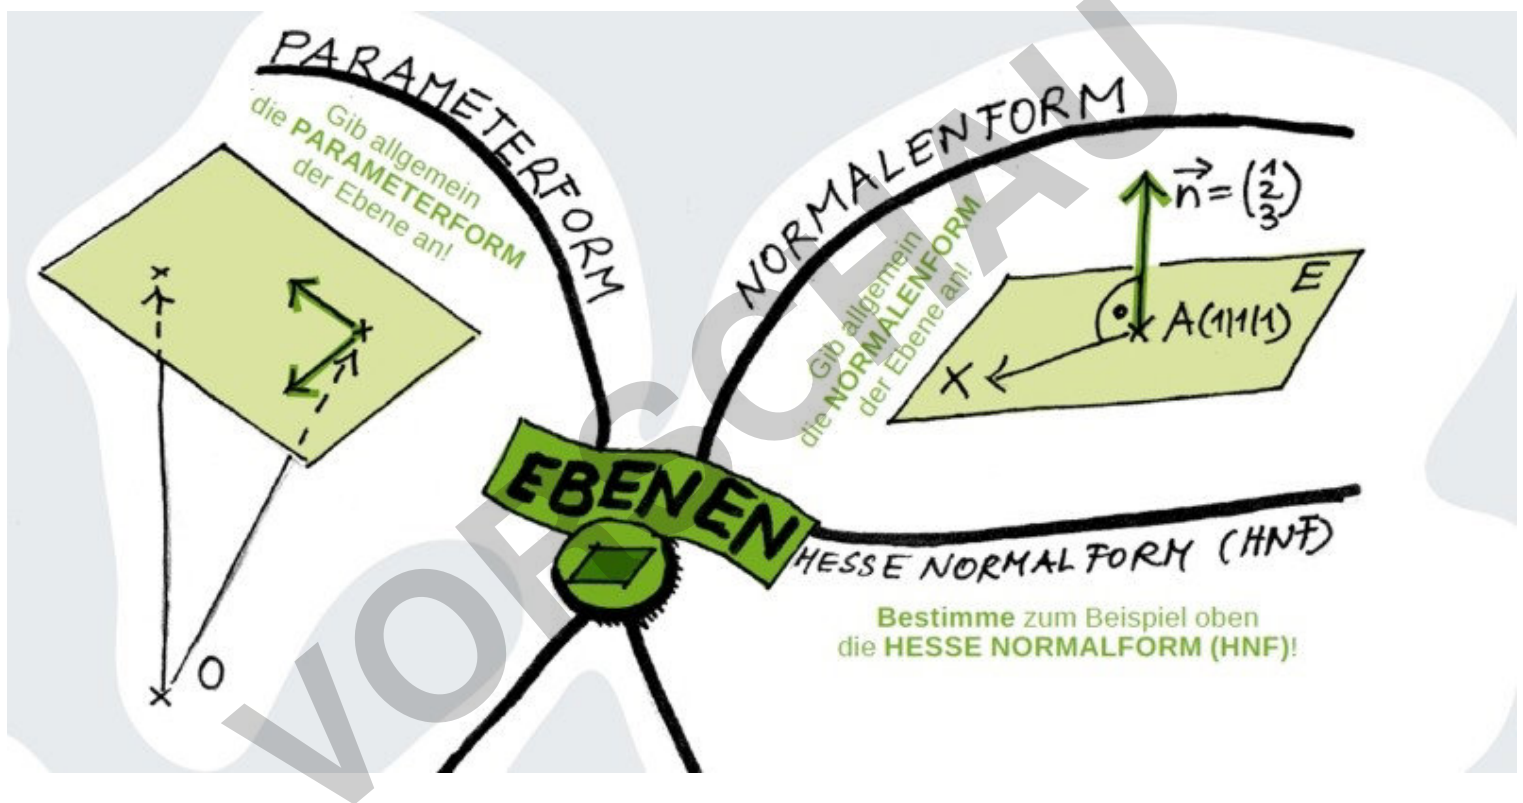 PARAMETERFORM
Gib allgemein
die PARAMETERFORM
der Ebene an!
O
NORMALENFORM
Gib allgemein
die NORMALENFORM
der Ebene an!
n⃗ = (1 2 3)
E
A(1|1|1)
X
EBENEN
HESSE NORMALFORM (HNF)
Bestimme zum Beispiel oben
die HESSE NORMALFORM (HNF)!
VORSCHAU